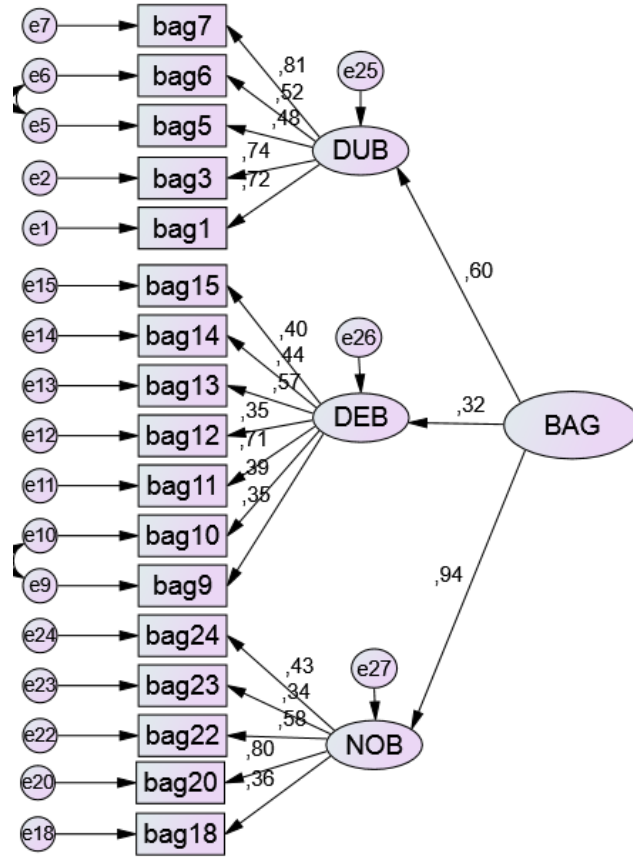 e7 bag7
e6 bag6
e5 bag5
e2 bag3
e1 bag1
,81
,52
,48
,74
,72
e25
DUB
,60
e15 bag15
e14 bag14
e13 bag13
e12 bag12
e11 bag11
e10 bag10
e9 bag9
,40
,44
,57
,35
,71
,39
,35
e26
DEB
,32
BAG
,94
e24 bag24
e23 bag23
e22 bag22
e20 bag20
e18 bag18
,43
,34
,58
,80
,36
e27
NOB